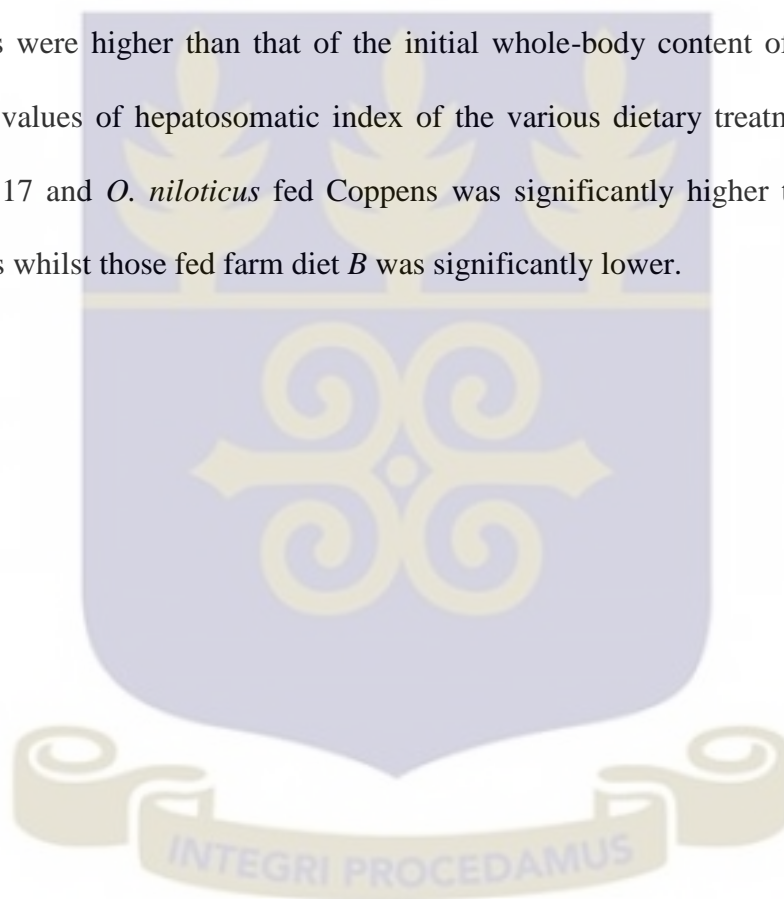 s were higher than that of the initial whole-body content of
values of hepatosomatic index of the various dietary treatm
17 and O. niloticus fed Coppens was significantly higher t
s whilst those fed farm diet B was significantly lower.
INTEGRI PROCEDAMUS